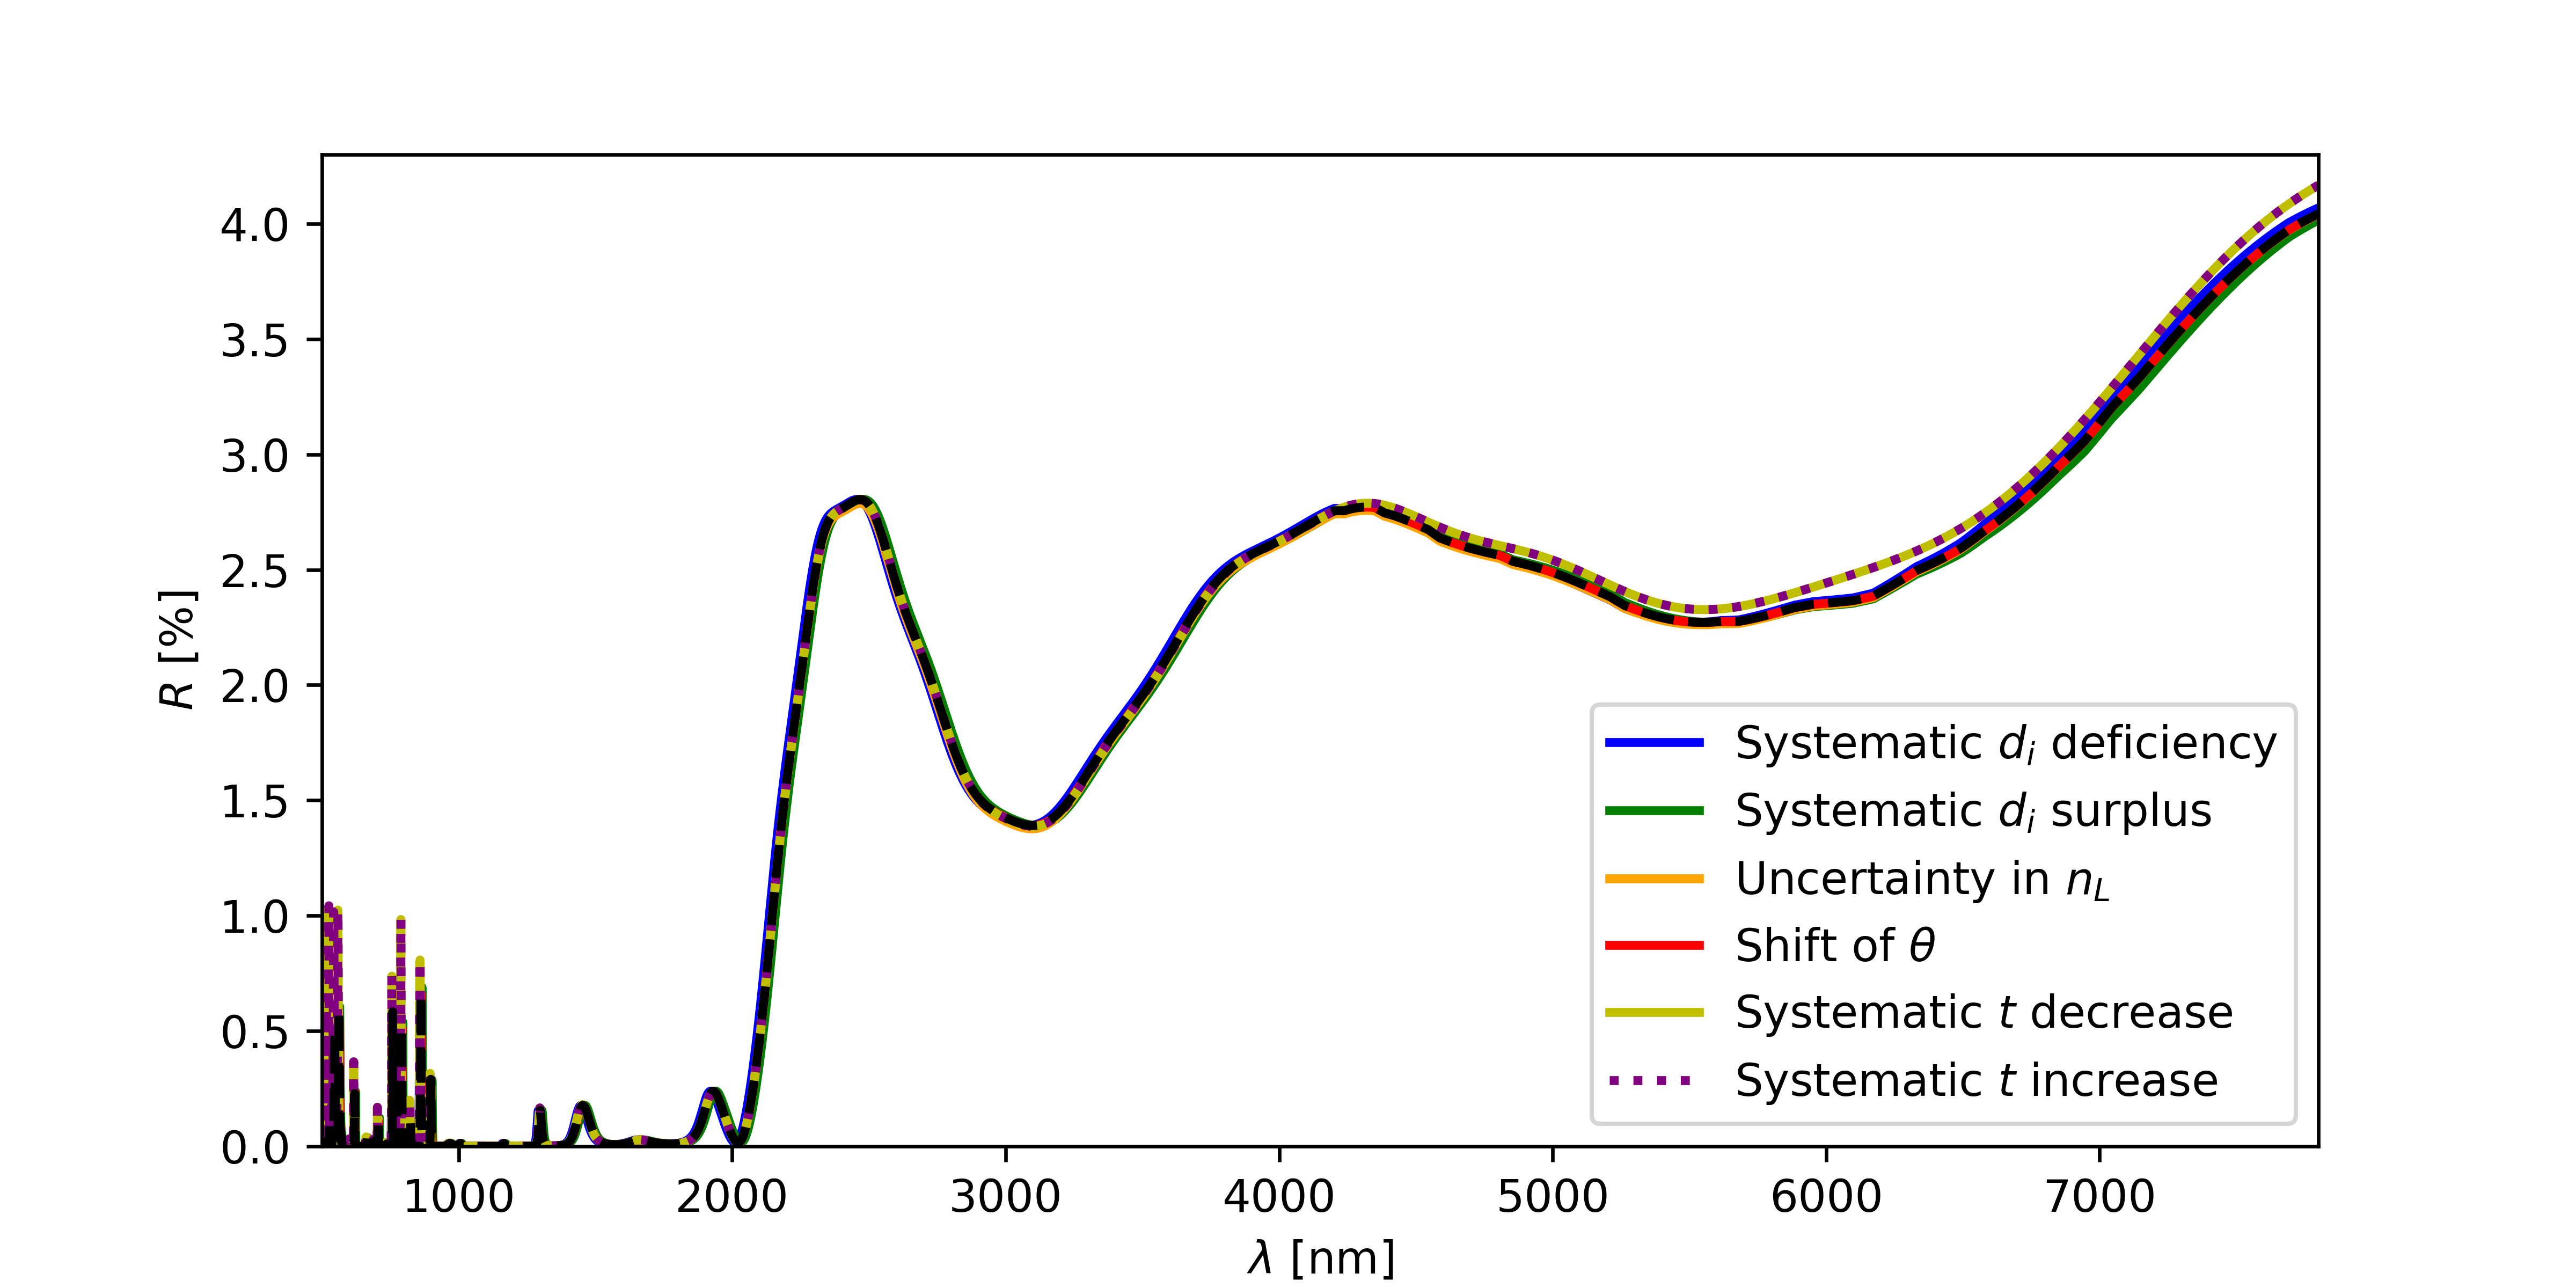 4.0
3.5
3.0
2.5
2.0
1.5
1.0
0.5
0.0
R [%]
1000 2000 3000 4000 5000 6000 7000
λ [nm]
Systematic dᵢ deficiency
Systematic dᵢ surplus
Uncertainty in n_L
Shift of θ
Systematic t decrease
Systematic t increase